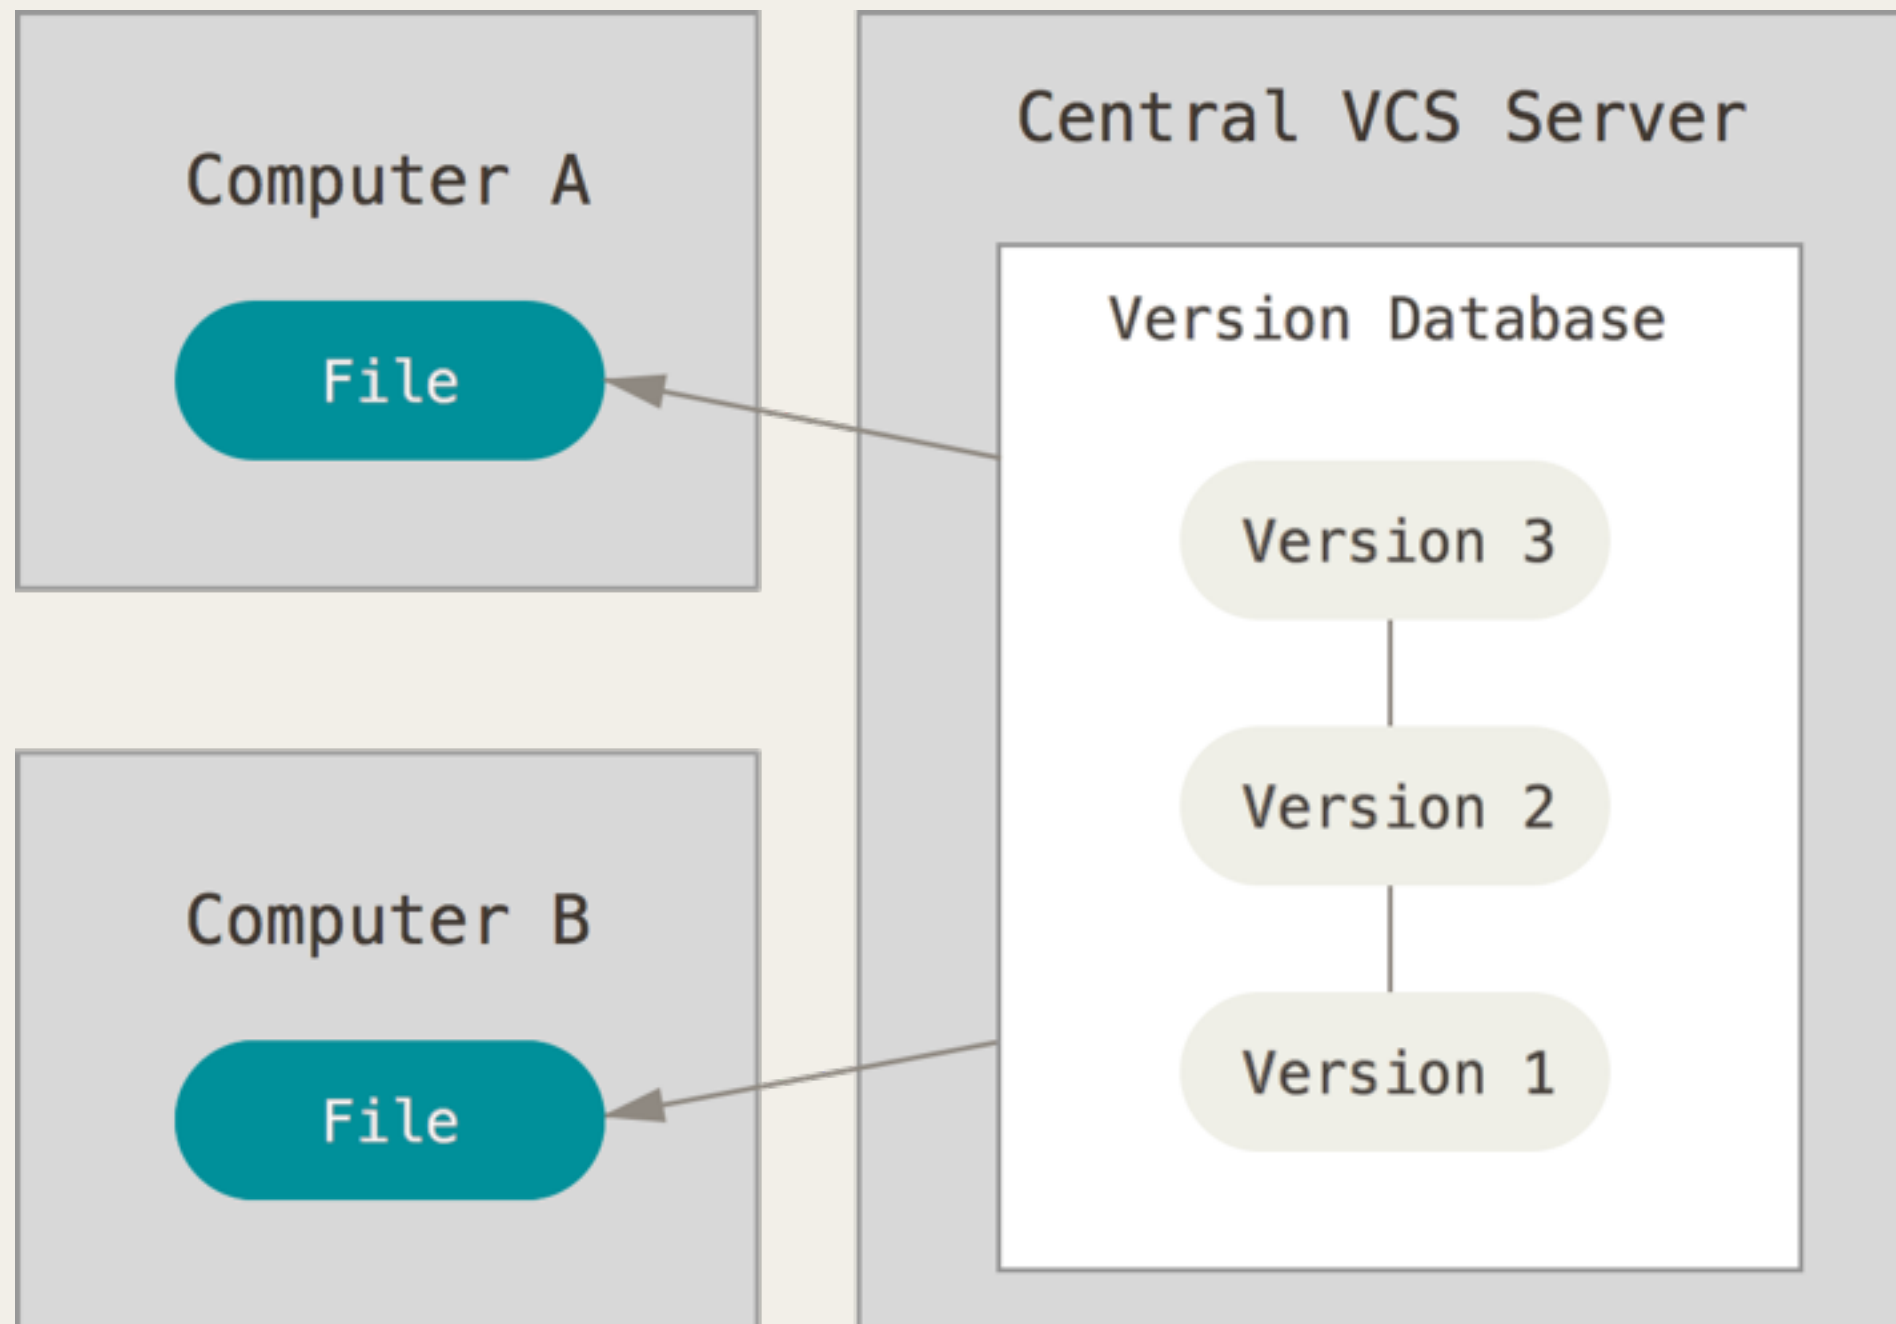 Computer A
File
Computer B
File
Central VCS Server
Version Database
Version 3
Version 2
Version 1